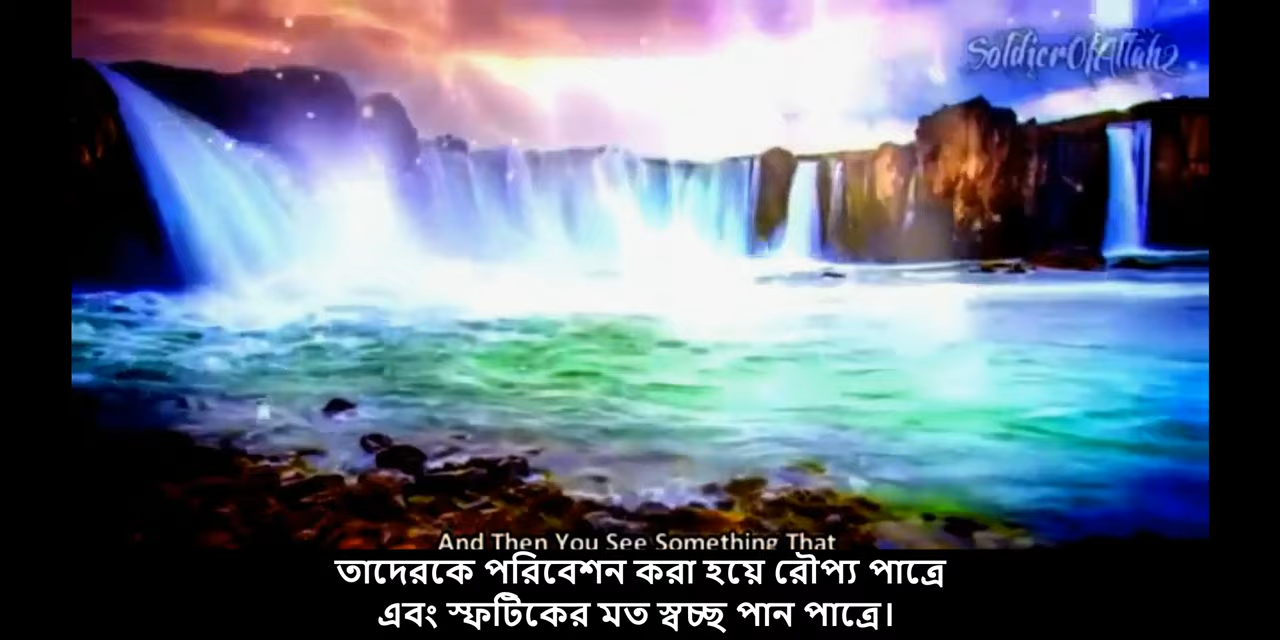 SoldierOfAllah2
And Then You See Something That
তাদেরকে পরিবেশন করা হয়ে রৌপ্য পাত্রে
এবং স্ফটিকের মত স্বচ্ছ পান পাত্রে।